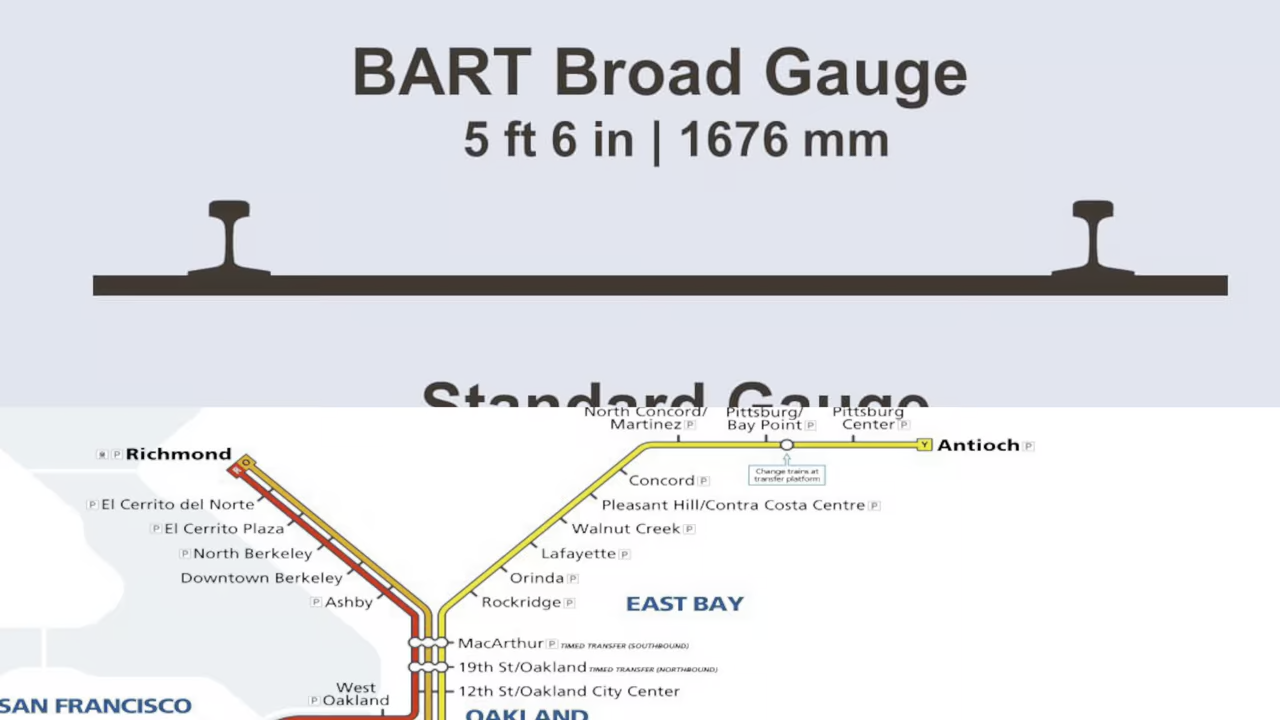 BART Broad Gauge
5 ft 6 in | 1676 mm
Standard Gauge
North Concord/
Martinez P
Pittsburg/
Bay Point P
Pittsburg
Center P
Richmond
P
Y
Antioch P
Change trains at
transfer platform
Concord P
P El Cerrito del Norte
Pleasant Hill/Contra Costa Centre P
P El Cerrito Plaza
Walnut Creek P
P North Berkeley
Lafayette P
Downtown Berkeley
Orinda P
P Ashby
Rockridge P
EAST BAY
MacArthur P TIMED TRANSFER (SOUTHBOUND)
19th St/Oakland TIMED TRANSFER (NORTHBOUND)
12th St/Oakland City Center
West
P Oakland
SAN FRANCISCO
OAKLAND